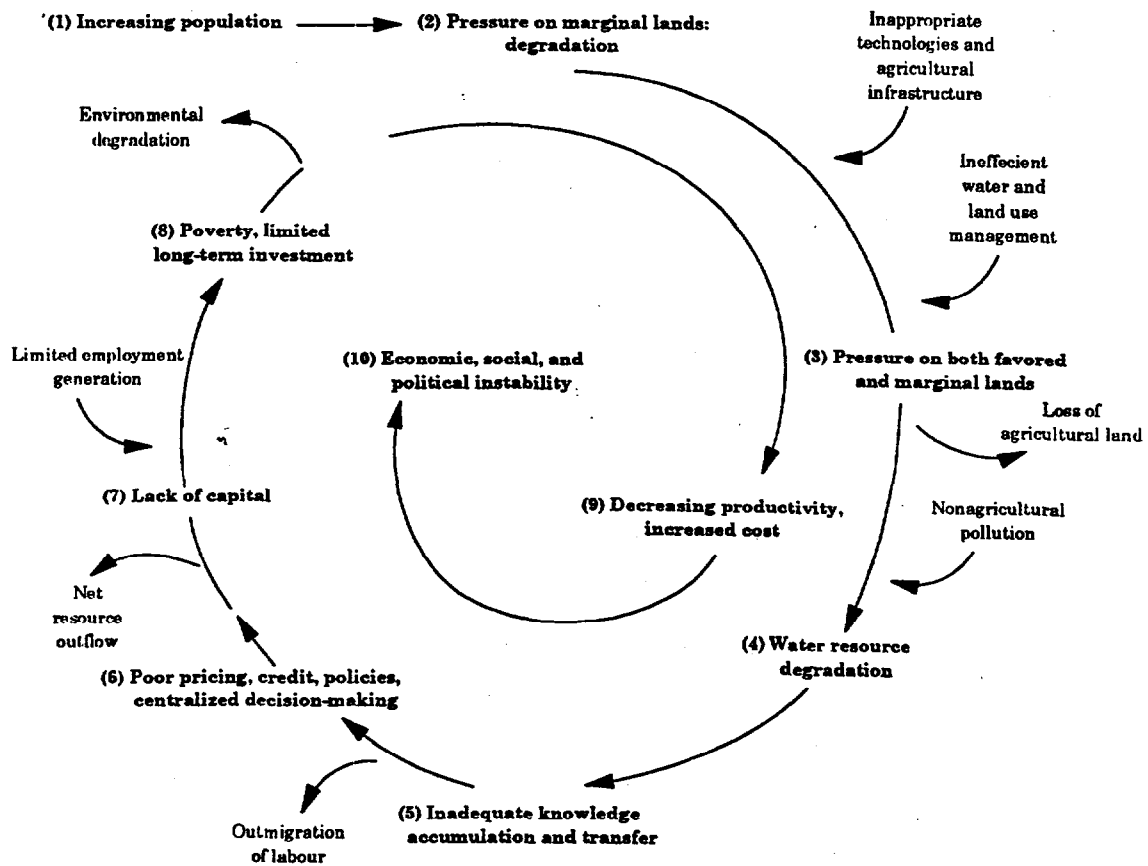 (1) Increasing population
(2) Pressure on marginal lands:
degradation
Inappropriate
technologies and
agricultural
infrastructure
Environmental
degradation
Ineffecient
water and
land use
management
(8) Poverty, limited
long-term investment
Limited employment
generation
(10) Economic, social, and
political instability
(3) Pressure on both favored
and marginal lands
Loss of
agricultural land
(7) Lack of capital
(9) Decreasing productivity,
increased cost
Nonagricultural
pollution
Net
resource
outflow
(4) Water resource
degradation
(6) Poor pricing, credit, policies,
centralized decision-making
(5) Inadequate knowledge
accumulation and transfer
Outmigration
of labour